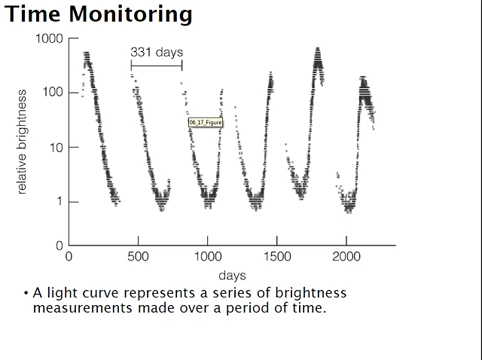 Time Monitoring
1000
331 days
100
06_17_Figure
10
1
0
relative brightness
0 500 1000 1500 2000
days
• A light curve represents a series of brightness
measurements made over a period of time.